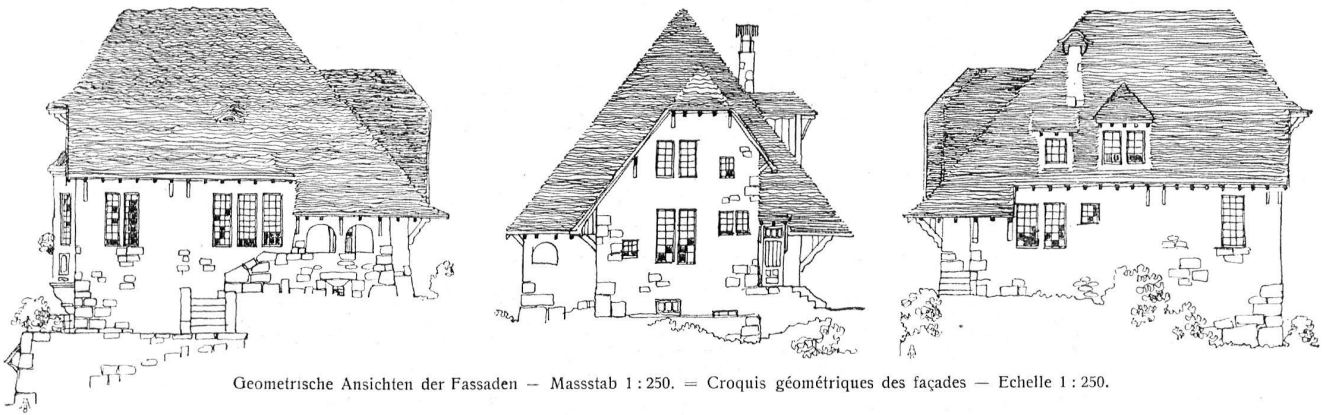 Geometrische Ansichten der Fassaden — Massstab 1 : 250. = Croquis géométriques des façades — Echelle 1 : 250.